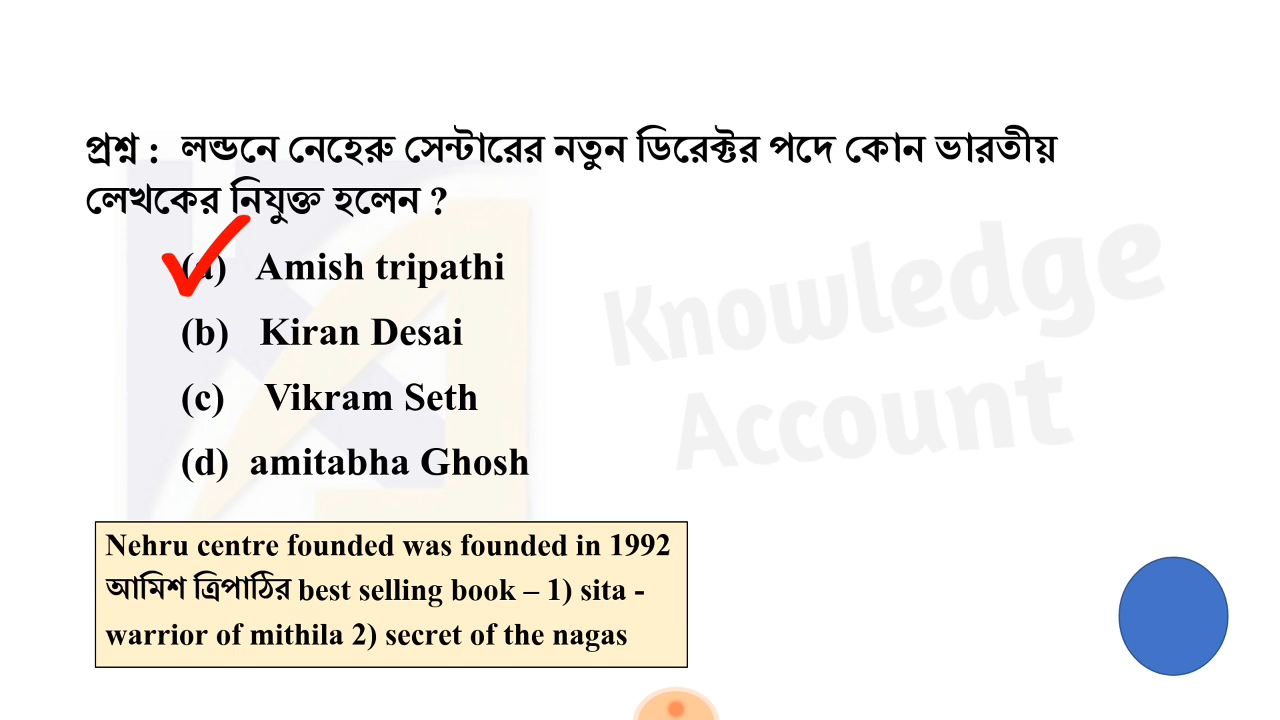 প্রশ্ন : লন্ডনে নেহেরু সেন্টারের নতুন ডিরেক্টর পদে কোন ভারতীয়
লেখকের নিযুক্ত হলেন ?
(a) Amish tripathi
(b) Kiran Desai
(c) Vikram Seth
(d) amitabha Ghosh
Knowledge
Account
Nehru centre founded was founded in 1992
আমিশ ত্রিপাঠির best selling book – 1) sita -
warrior of mithila 2) secret of the nagas